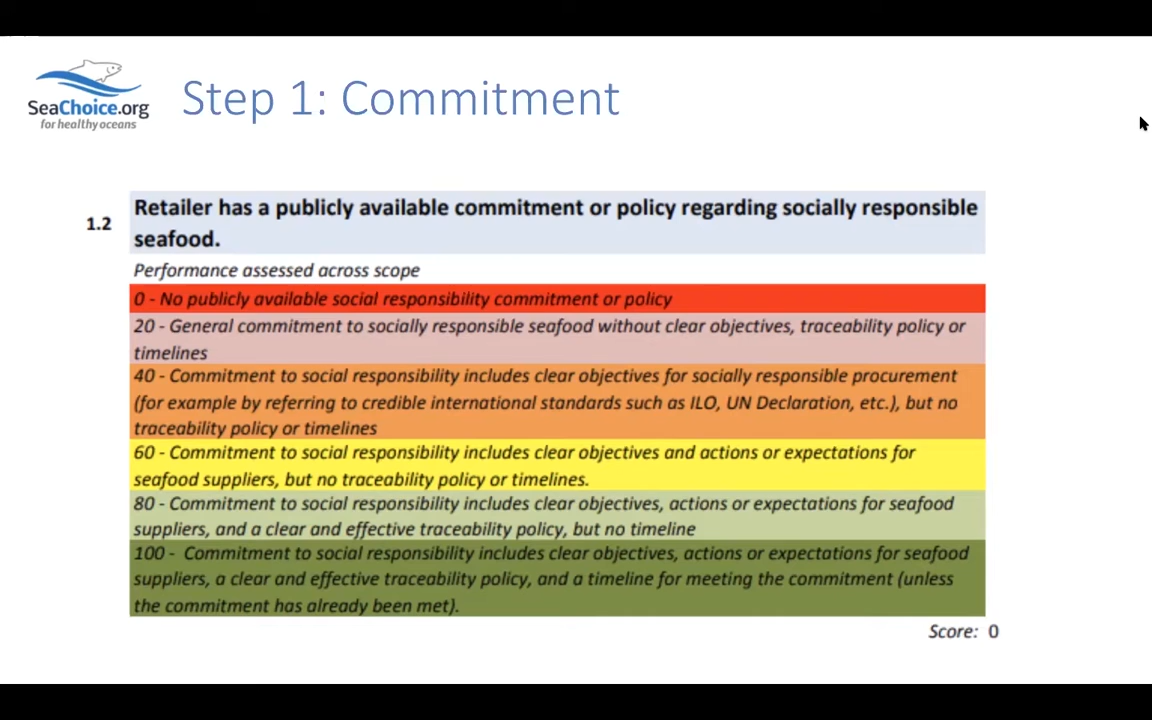 SeaChoice.org
for healthy oceans
Step 1: Commitment
1.2
Retailer has a publicly available commitment or policy regarding socially responsible
seafood.
Performance assessed across scope
0 - No publicly available social responsibility commitment or policy
20 - General commitment to socially responsible seafood without clear objectives, traceability policy or
timelines
40 - Commitment to social responsibility includes clear objectives for socially responsible procurement
(for example by referring to credible international standards such as ILO, UN Declaration, etc.), but no
traceability policy or timelines
60 - Commitment to social responsibility includes clear objectives and actions or expectations for
seafood suppliers, but no traceability policy or timelines.
80 - Commitment to social responsibility includes clear objectives, actions or expectations for seafood
suppliers, and a clear and effective traceability policy, but no timeline
100 - Commitment to social responsibility includes clear objectives, actions or expectations for seafood
suppliers, a clear and effective traceability policy, and a timeline for meeting the commitment (unless
the commitment has already been met).
Score: 0